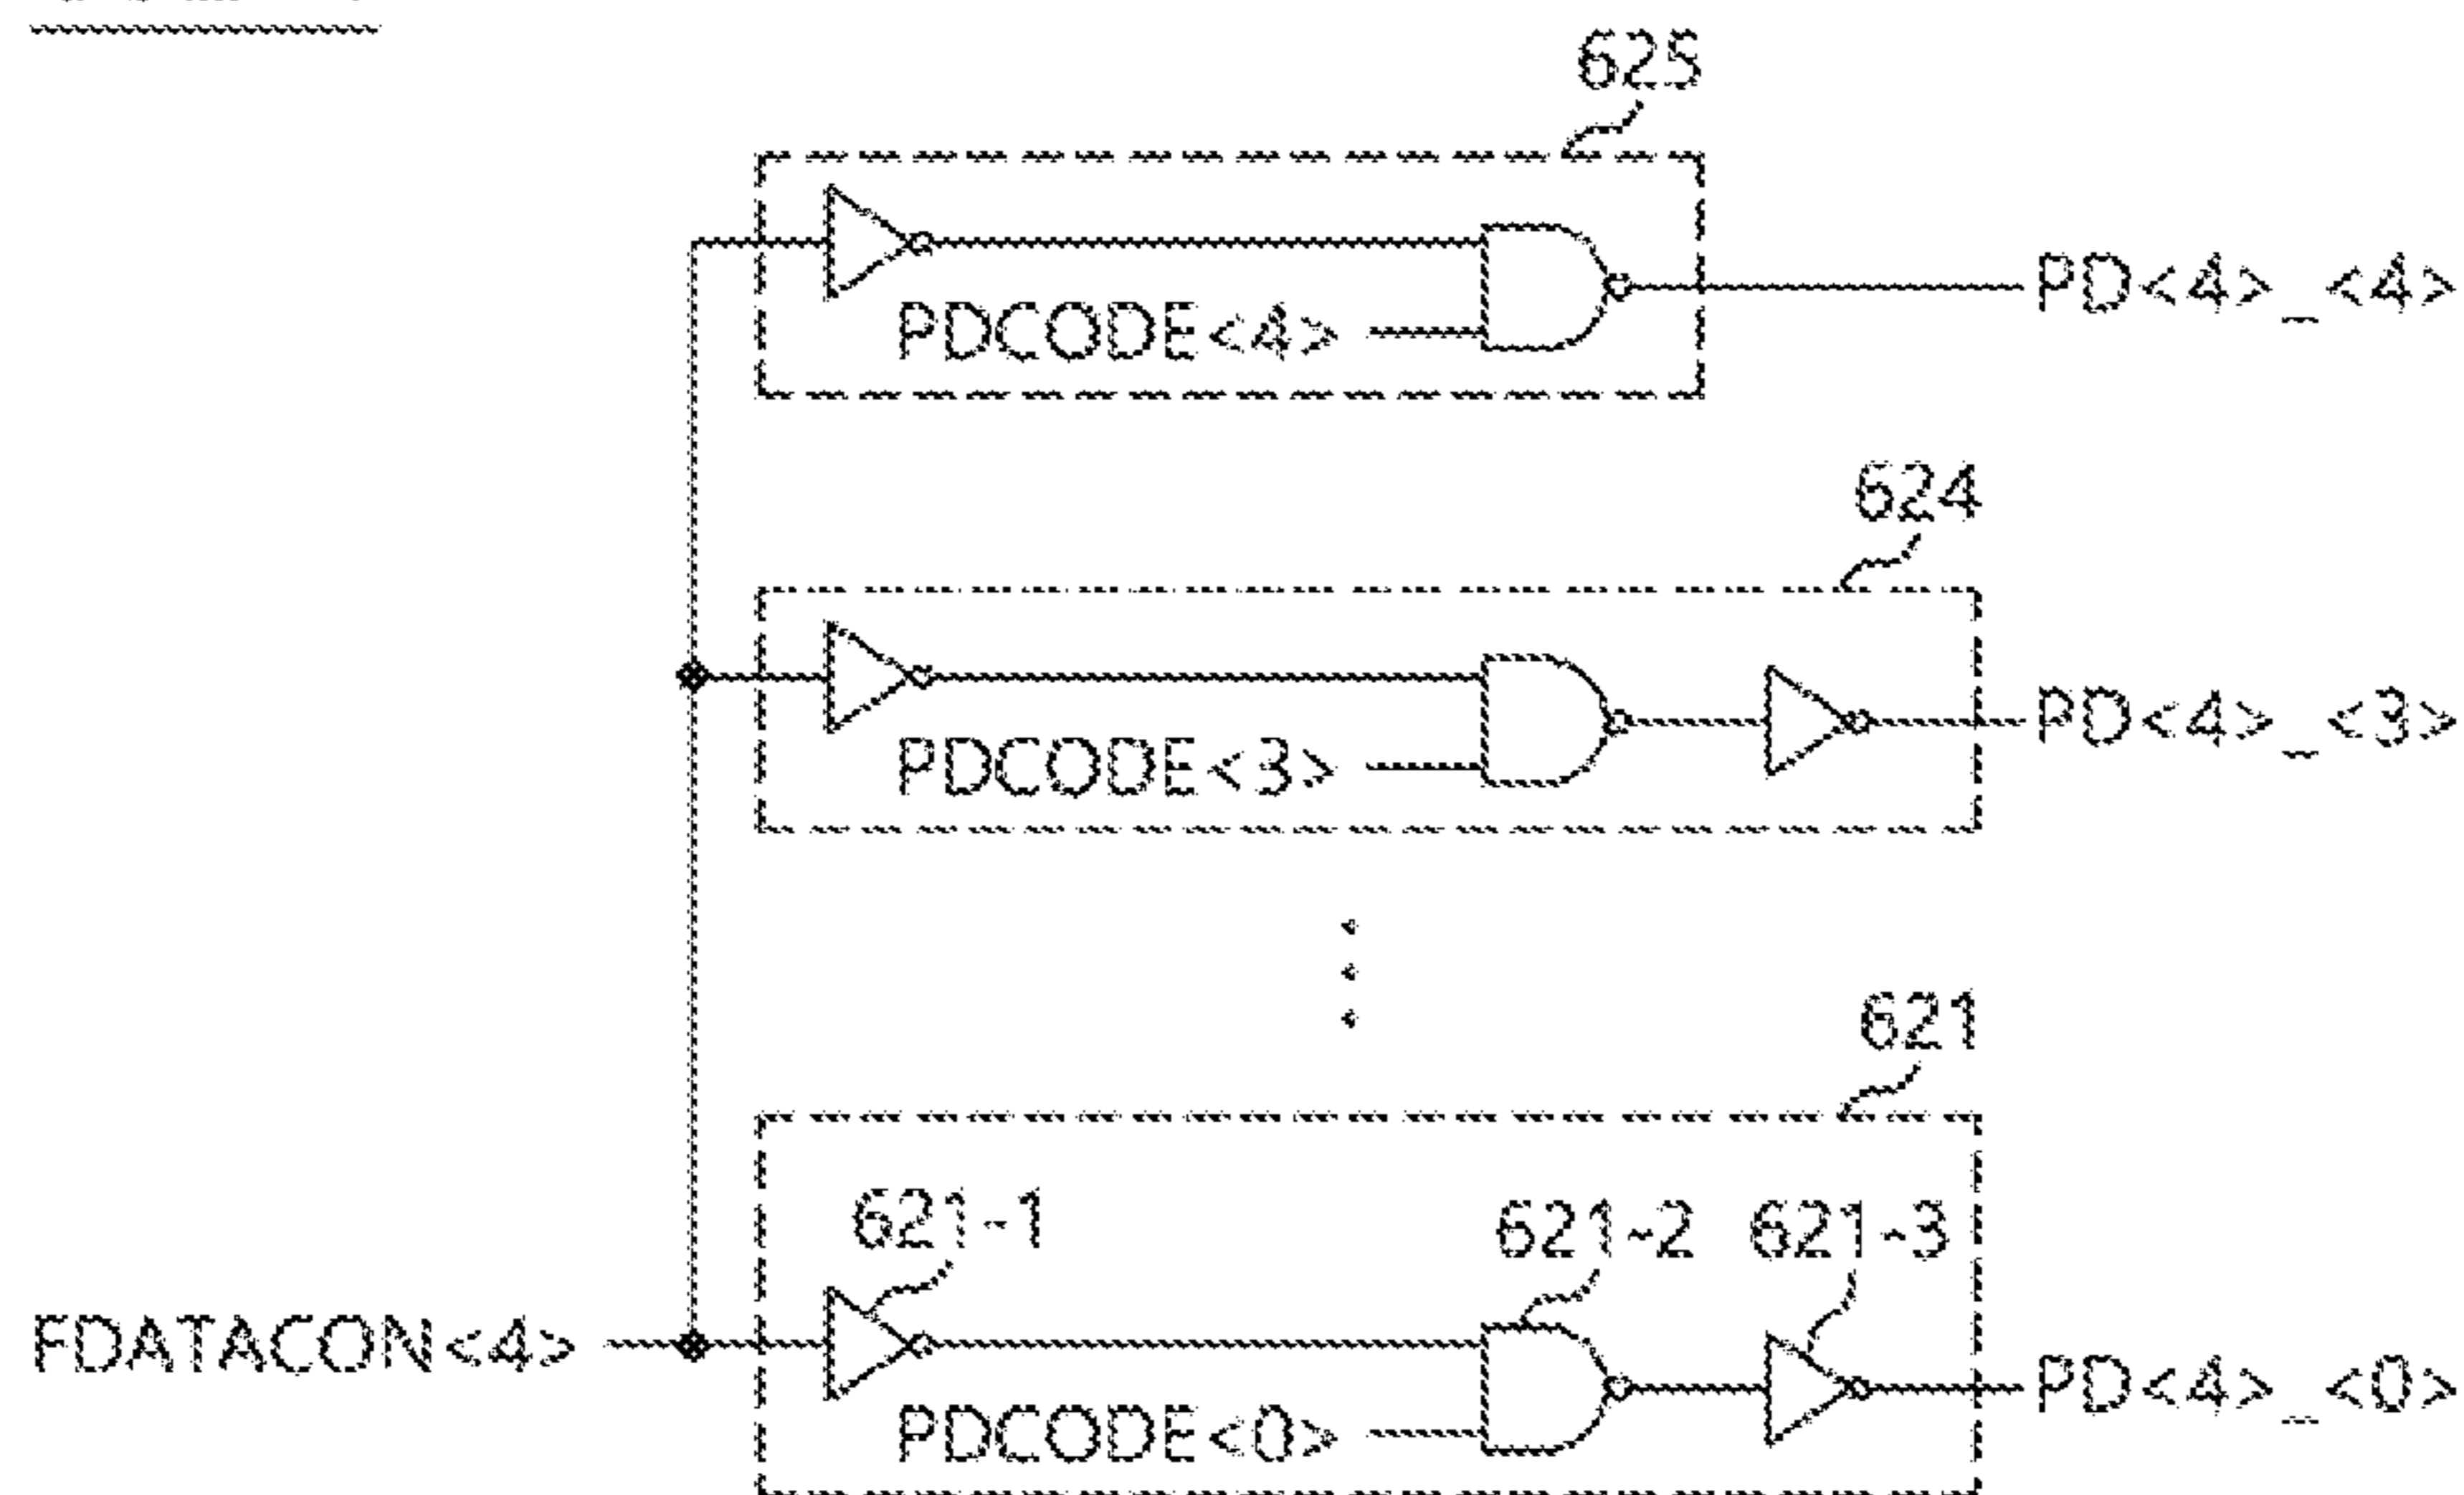 625
PD<4>_<4>
PDCODE<4>
624
PD<4>_<3>
PDCODE<3>
621
621-1
621-2
621-3
FDATACON<4>
PD<4>_<0>
PDCODE<0>